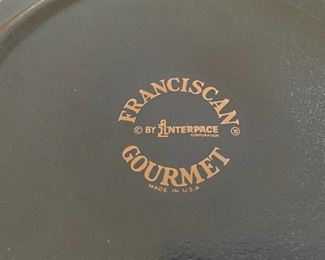 FRANCISCAN
© BY INTERPACE ®
CORPORATION
GOURMET
MADE IN U.S.A.